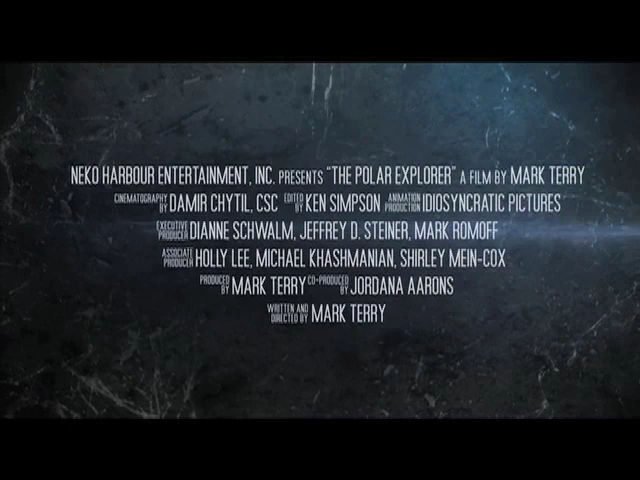 NEKO HARBOUR ENTERTAINMENT, INC. PRESENTS "THE POLAR EXPLORER" A FILM BY MARK TERRY
CINEMATOGRAPHY BY DAMIR CHYTIL, CSC EDITED BY KEN SIMPSON ANIMATION PRODUCTION IDIOSYNCRATIC PICTURES
EXECUTIVE PRODUCER DIANNE SCHWALM, JEFFREY D. STEINER, MARK ROMOFF
ASSOCIATE PRODUCER HOLLY LEE, MICHAEL KHASHMANIAN, SHIRLEY MEIN-COX
PRODUCED BY MARK TERRY CO-PRODUCED BY JORDANA AARONS
WRITTEN AND DIRECTED BY MARK TERRY